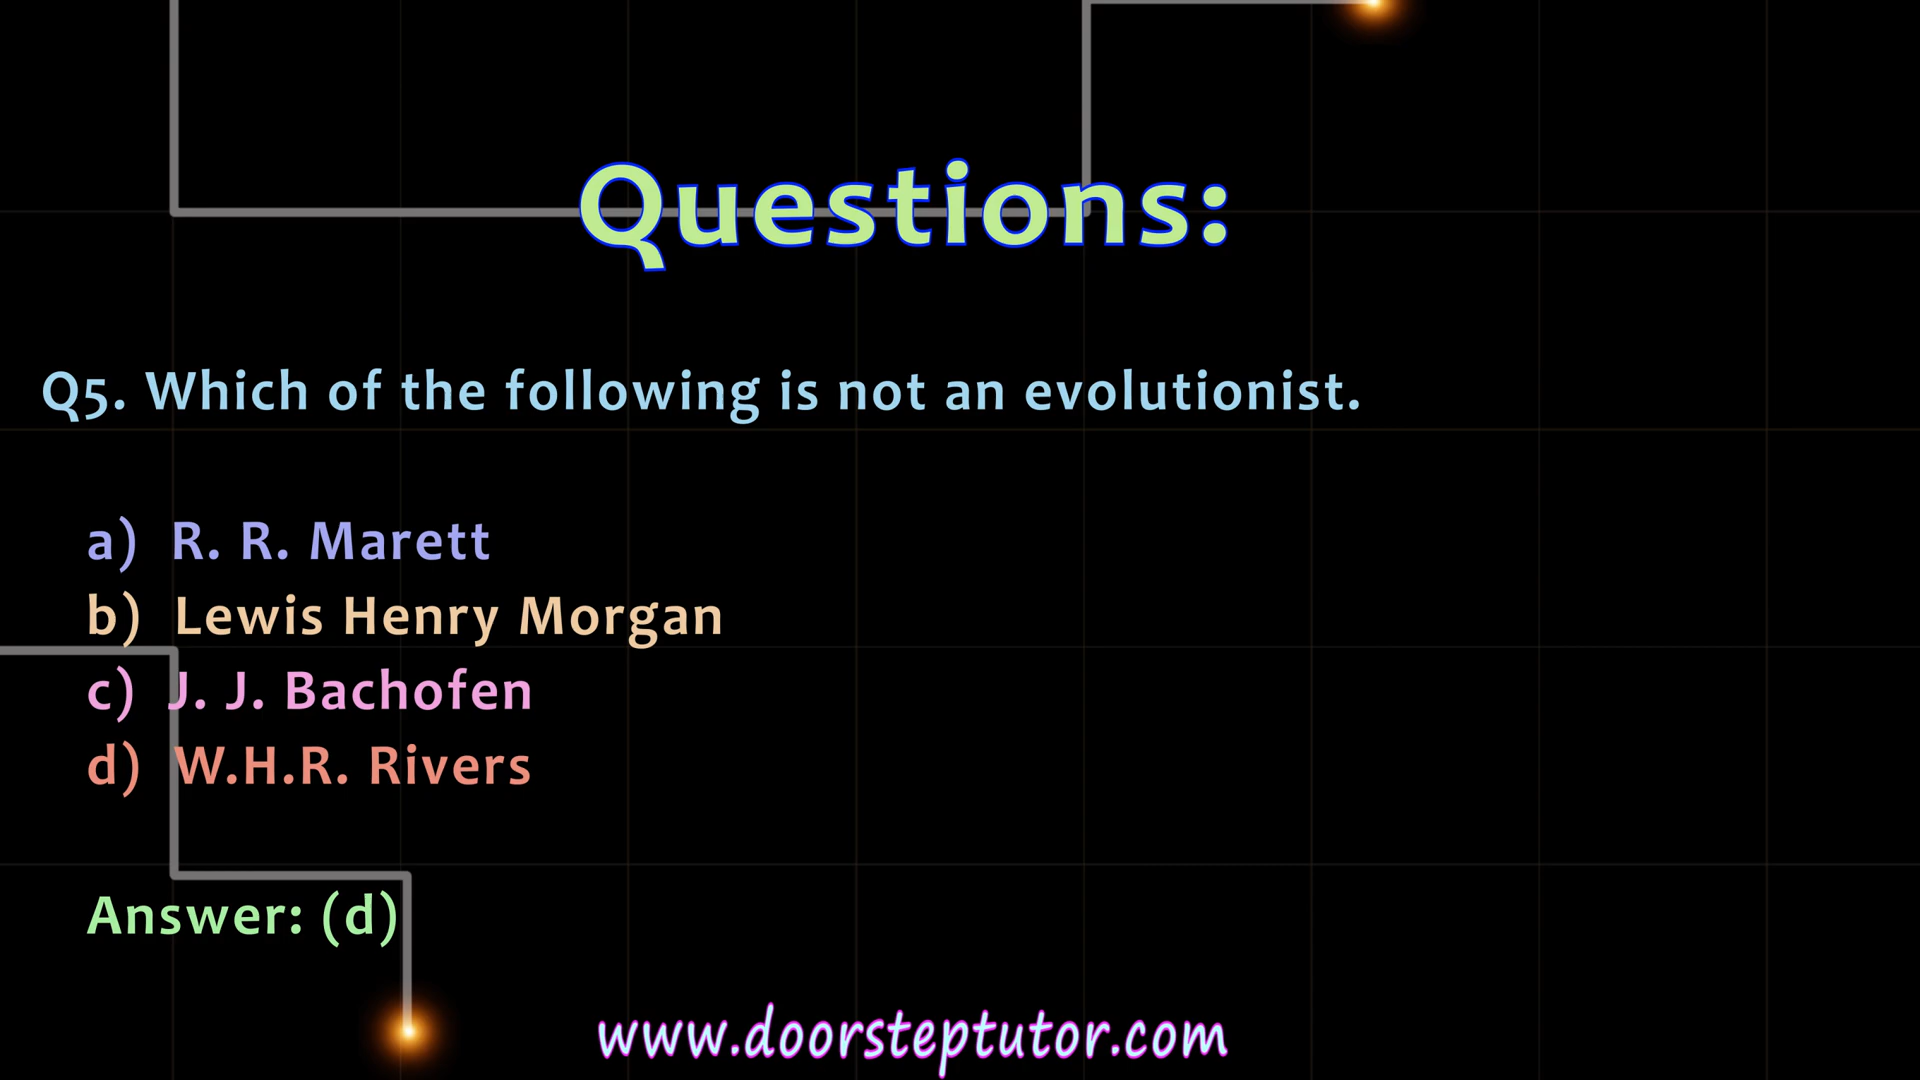 Questions:
Q5. Which of the following is not an evolutionist.
a) R. R. Marett
b) Lewis Henry Morgan
c) J. J. Bachofen
d) W.H.R. Rivers
Answer: (d)
www.doorsteptutor.com